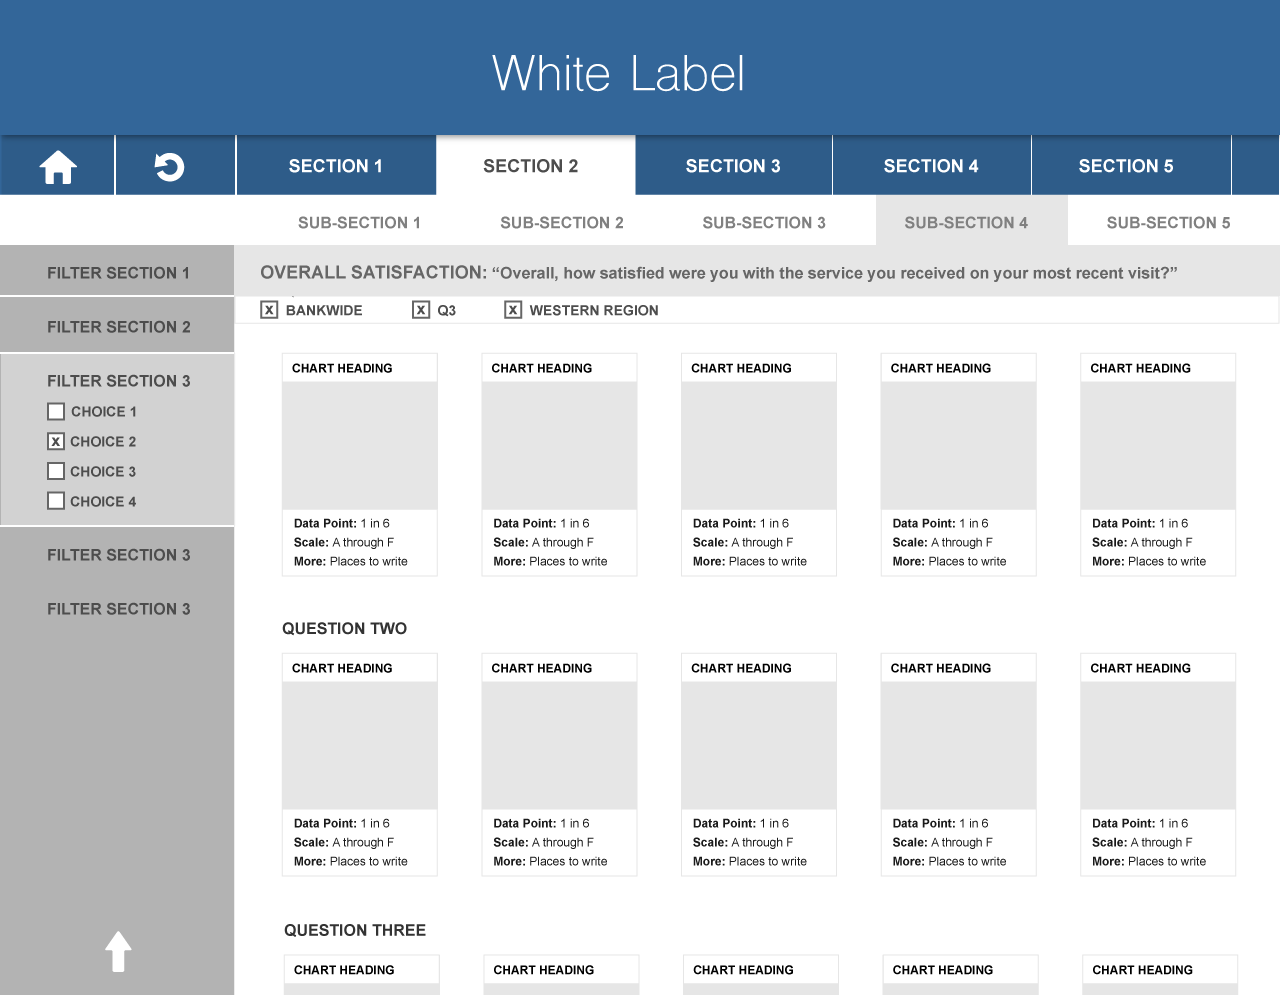 White Label
SECTION 1 SECTION 2 SECTION 3 SECTION 4 SECTION 5
SUB-SECTION 1 SUB-SECTION 2 SUB-SECTION 3 SUB-SECTION 4 SUB-SECTION 5
FILTER SECTION 1
FILTER SECTION 2
FILTER SECTION 3
CHOICE 1
X CHOICE 2
CHOICE 3
CHOICE 4
FILTER SECTION 3
FILTER SECTION 3
OVERALL SATISFACTION: “Overall, how satisfied were you with the service you received on your most recent visit?”
X BANKWIDE X Q3 X WESTERN REGION
CHART HEADING CHART HEADING CHART HEADING CHART HEADING CHART HEADING
Data Point: 1 in 6 Data Point: 1 in 6 Data Point: 1 in 6 Data Point: 1 in 6 Data Point: 1 in 6
Scale: A through F Scale: A through F Scale: A through F Scale: A through F Scale: A through F
More: Places to write More: Places to write More: Places to write More: Places to write More: Places to write
QUESTION TWO
CHART HEADING CHART HEADING CHART HEADING CHART HEADING CHART HEADING
Data Point: 1 in 6 Data Point: 1 in 6 Data Point: 1 in 6 Data Point: 1 in 6 Data Point: 1 in 6
Scale: A through F Scale: A through F Scale: A through F Scale: A through F Scale: A through F
More: Places to write More: Places to write More: Places to write More: Places to write More: Places to write
QUESTION THREE
CHART HEADING CHART HEADING CHART HEADING CHART HEADING CHART HEADING